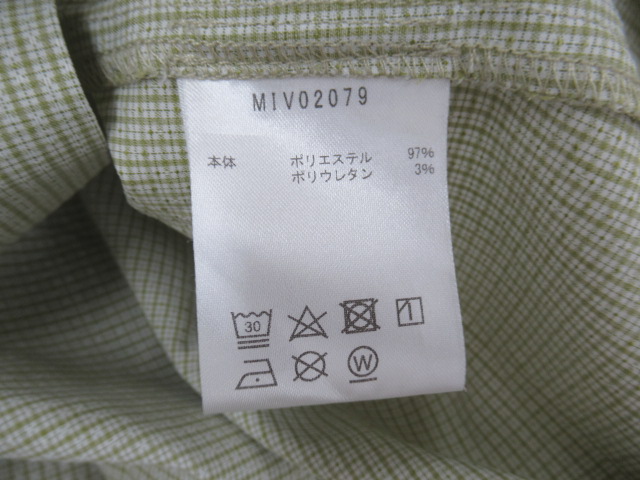 MIV02079
本体 ポリエステル 97%
ポリウレタン 3%
30
W